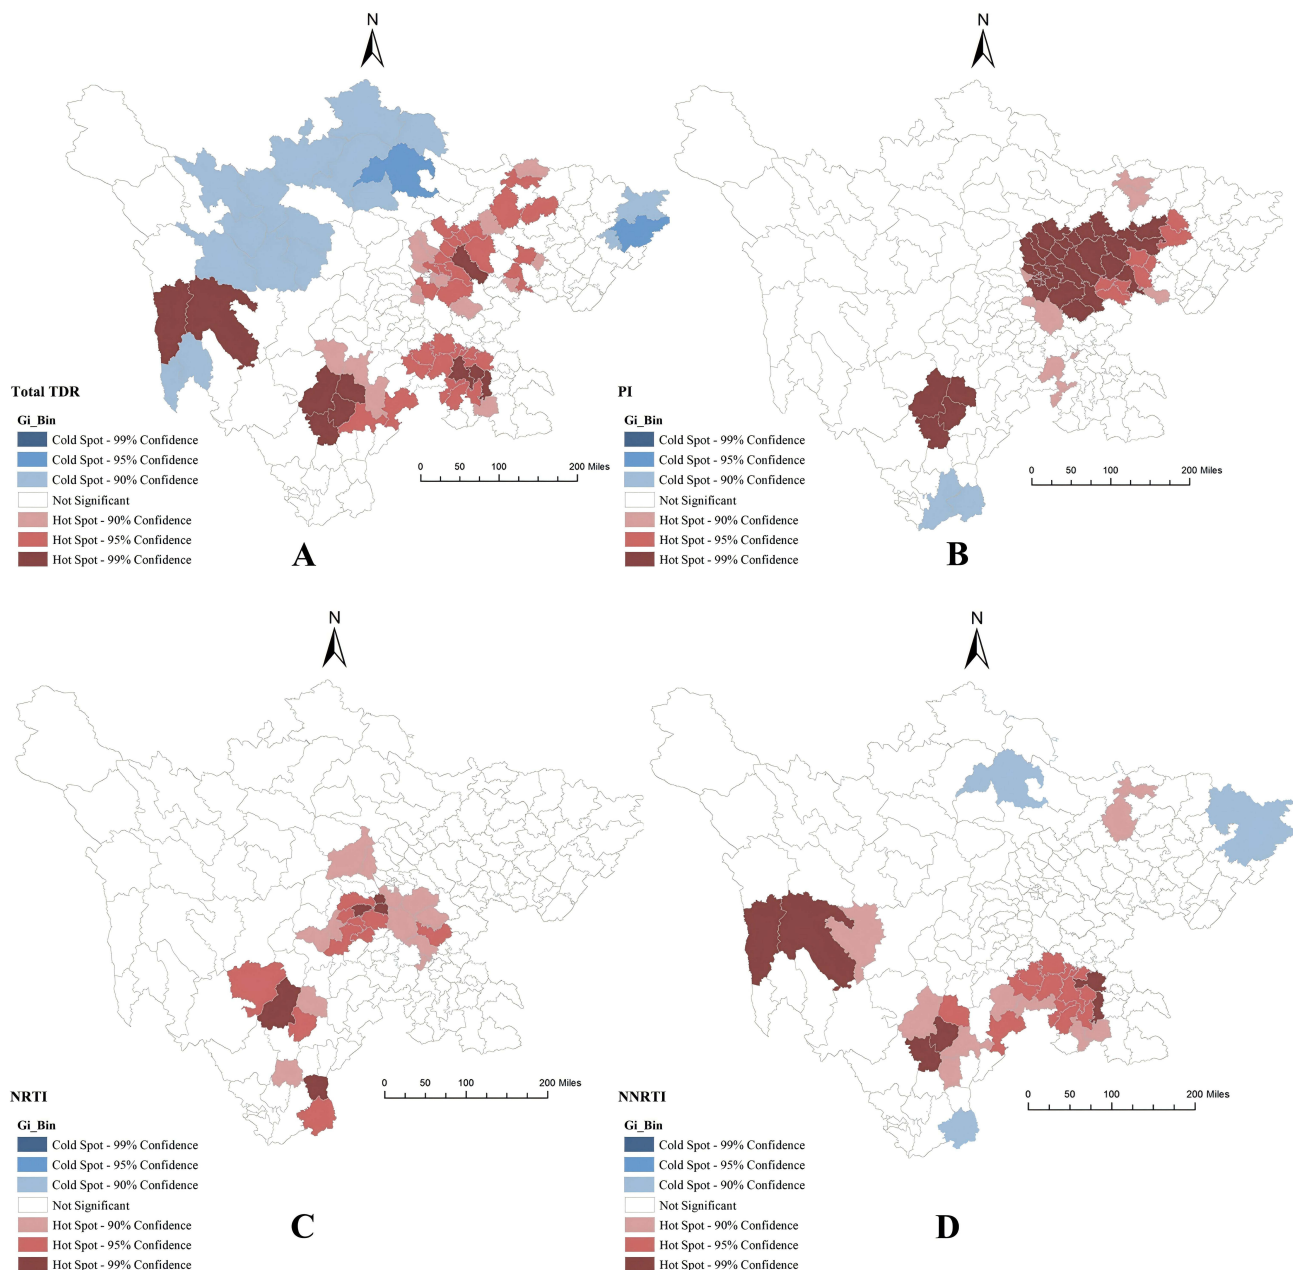 N
Total TDR
Gi_Bin
Cold Spot - 99% Confidence
Cold Spot - 95% Confidence
Cold Spot - 90% Confidence
Not Significant
Hot Spot - 90% Confidence
Hot Spot - 95% Confidence
Hot Spot - 99% Confidence
0 50 100 200 Miles
A
N
PI
Gi_Bin
Cold Spot - 99% Confidence
Cold Spot - 95% Confidence
Cold Spot - 90% Confidence
Not Significant
Hot Spot - 90% Confidence
Hot Spot - 95% Confidence
Hot Spot - 99% Confidence
0 50 100 200 Miles
B
N
NRTI
Gi_Bin
Cold Spot - 99% Confidence
Cold Spot - 95% Confidence
Cold Spot - 90% Confidence
Not Significant
Hot Spot - 90% Confidence
Hot Spot - 95% Confidence
Hot Spot - 99% Confidence
0 50 100 200 Miles
C
N
NNRTI
Gi_Bin
Cold Spot - 99% Confidence
Cold Spot - 95% Confidence
Cold Spot - 90% Confidence
Not Significant
Hot Spot - 90% Confidence
Hot Spot - 95% Confidence
Hot Spot - 99% Confidence
0 50 100 200 Miles
D